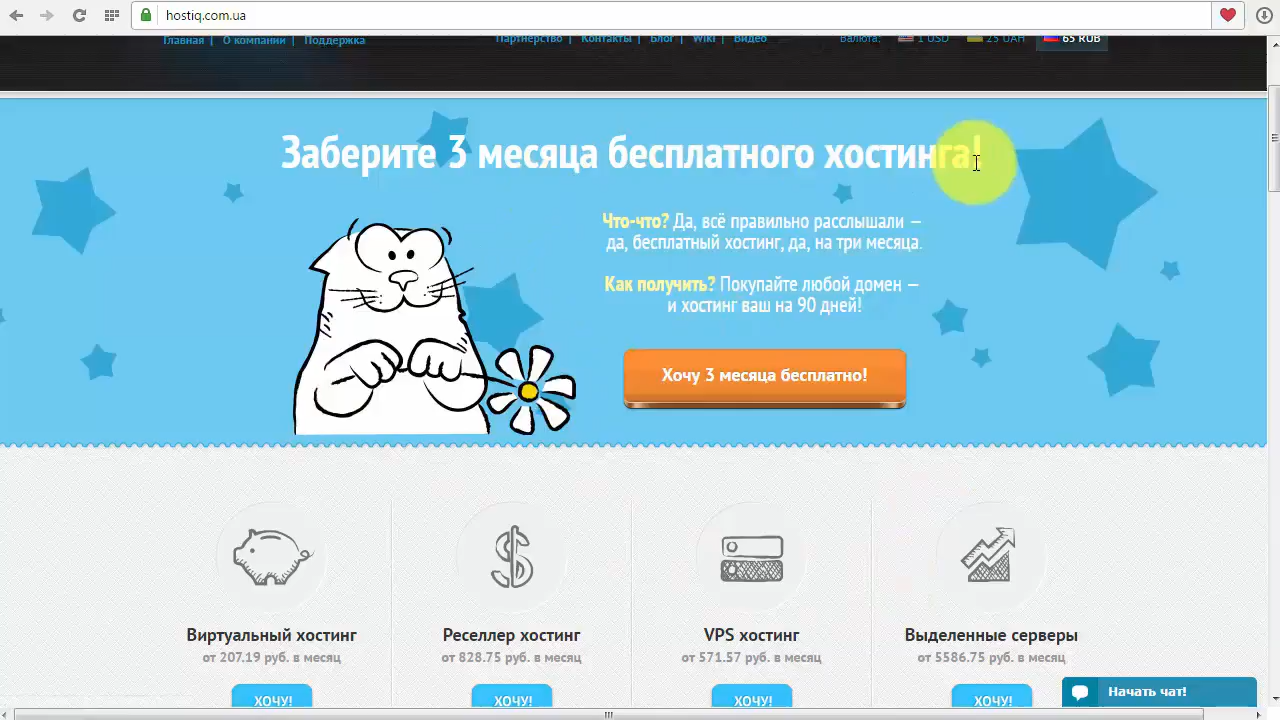 hostiq.com.ua
Главная | О компании | Поддержка
Партнерство | Контакты | Блог | Wiki | Видео
Валюта: 1 USD 25 UAH 65 RUB
Заберите 3 месяца бесплатного хостинга!
Что-что? Да, всё правильно расслышали —
да, бесплатный хостинг, да, на три месяца.
Как получить? Покупайте любой домен —
и хостинг ваш на 90 дней!
Хочу 3 месяца бесплатно!
Виртуальный хостинг
от 207.19 руб. в месяц
ХОЧУ!
Реселлер хостинг
от 828.75 руб. в месяц
ХОЧУ!
VPS хостинг
от 571.57 руб. в месяц
ХОЧУ!
Выделенные серверы
от 5586.75 руб. в месяц
ХОЧУ!
Начать чат!